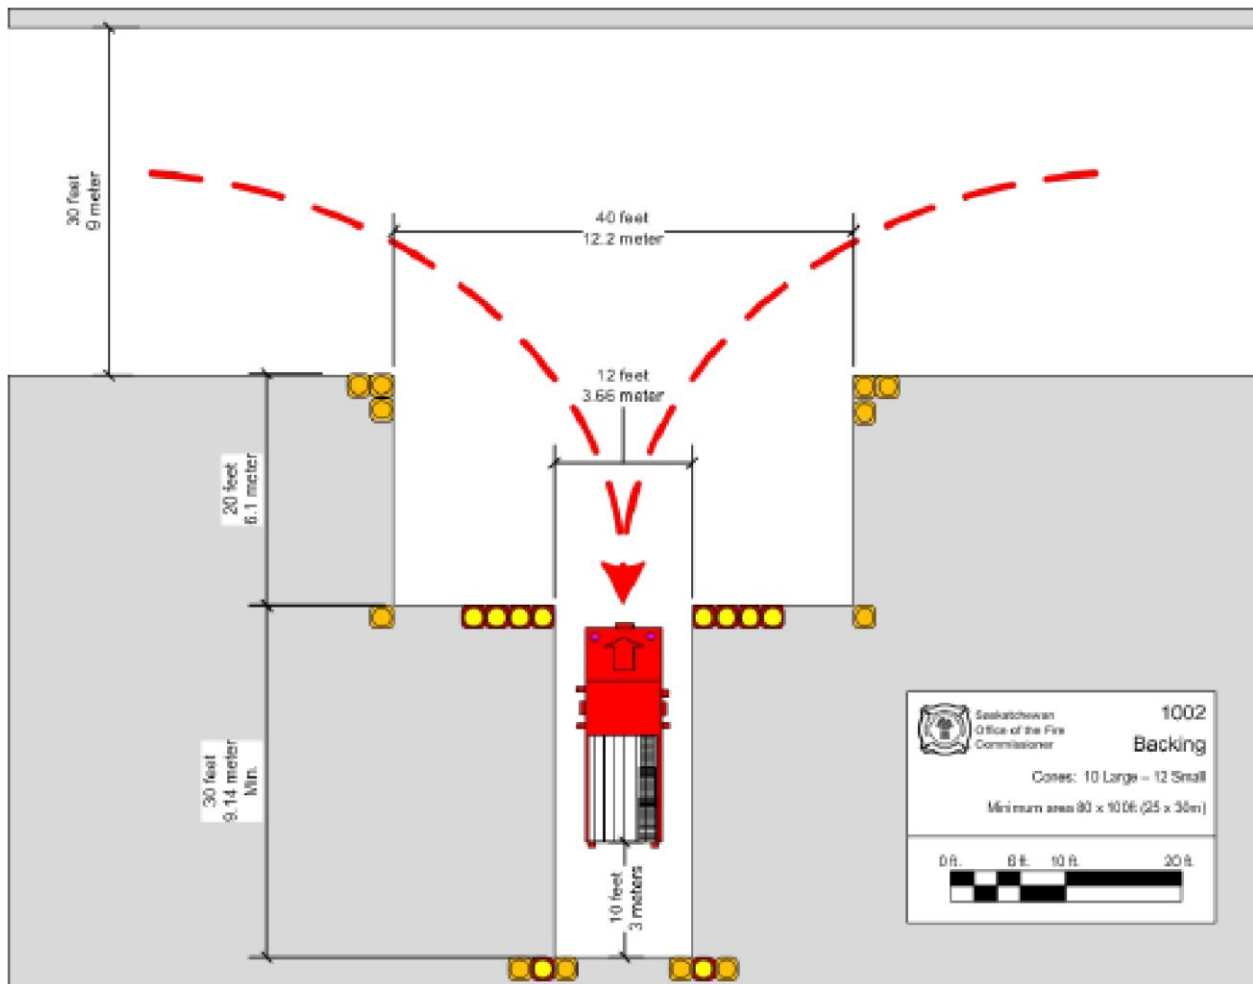 30 feet
9 meter
40 feet
12.2 meter
12 feet
3.66 meter
20 feet
6.1 meter
30 feet
9.14 meter
Min.
10 feet
3 meters
Saskatchewan
Office of the Fire
Commissioner
1002
Backing
Cones: 10 Large – 12 Small
Minimum area 80 x 100ft (25 x 30m)
0 ft. 6 ft. 10 ft. 20 ft.